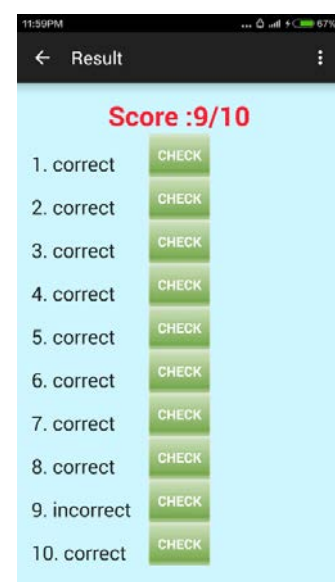 11:59PM ... 67%
Result
Score :9/10
1. correct CHECK
2. correct CHECK
3. correct CHECK
4. correct CHECK
5. correct CHECK
6. correct CHECK
7. correct CHECK
8. correct CHECK
9. incorrect CHECK
10. correct CHECK